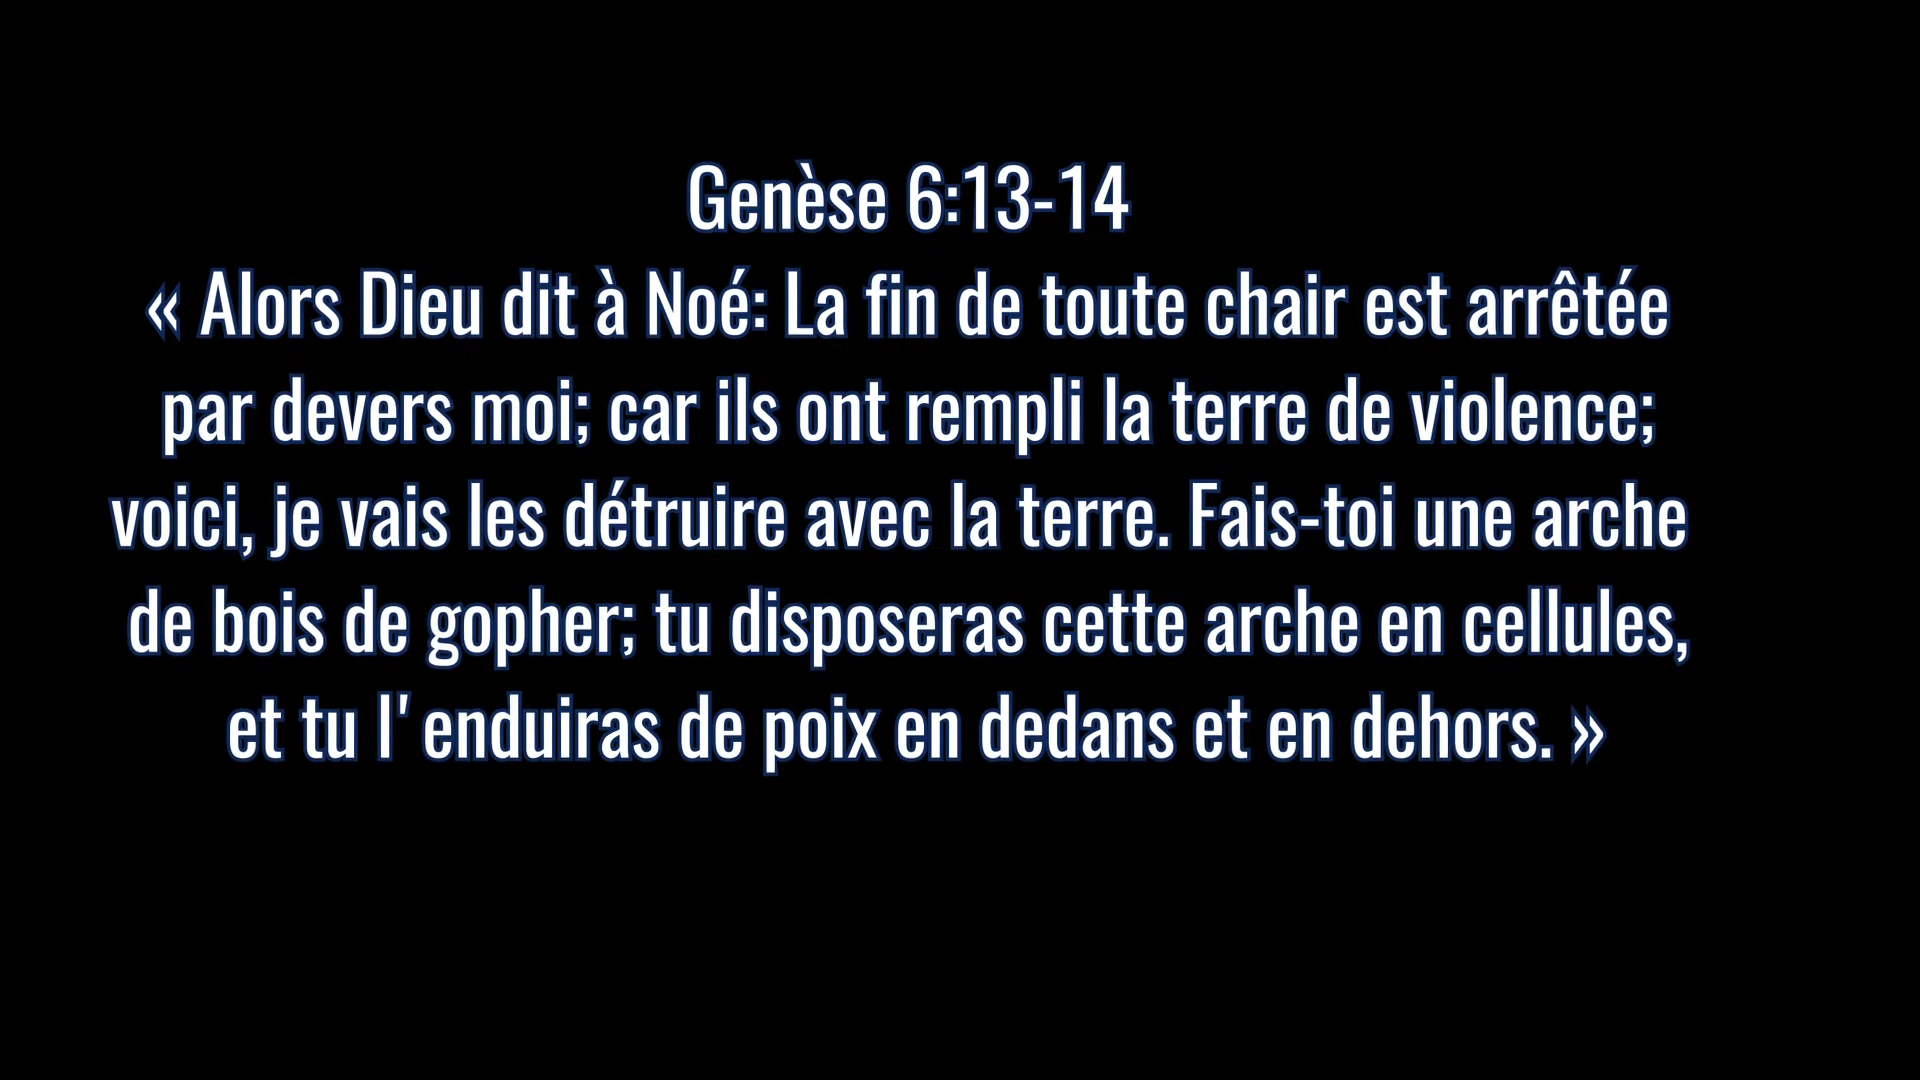 Genèse 6:13-14
« Alors Dieu dit à Noé: La fin de toute chair est arrêtée
par devers moi; car ils ont rempli la terre de violence;
voici, je vais les détruire avec la terre. Fais-toi une arche
de bois de gopher; tu disposeras cette arche en cellules,
et tu l'enduiras de poix en dedans et en dehors. »